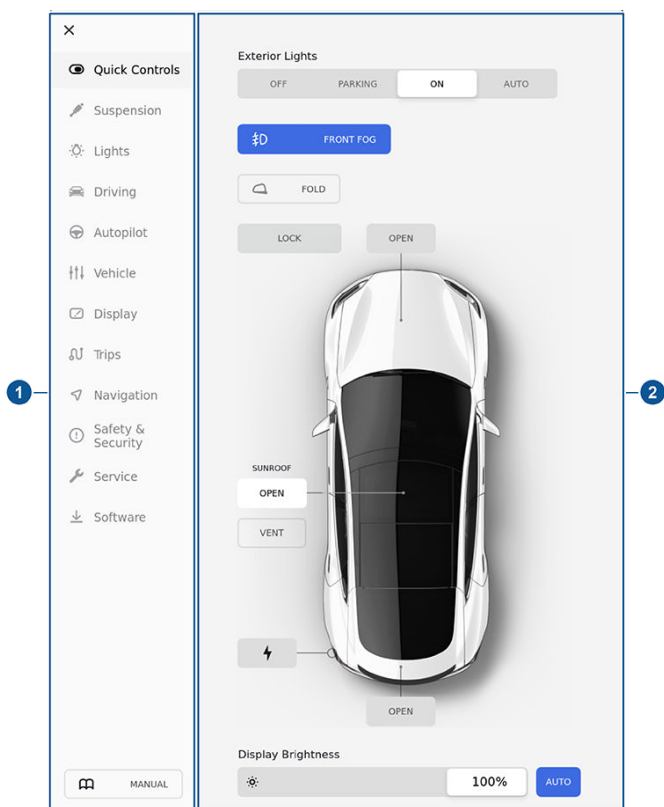 Quick Controls
Suspension
Lights
Driving
Autopilot
Vehicle
Display
Trips
Navigation
Safety &
Security
Service
Software
MANUAL
1
Exterior Lights
OFF PARKING ON AUTO
FRONT FOG
FOLD
LOCK OPEN
SUNROOF
OPEN
VENT
OPEN
Display Brightness
100% AUTO
2